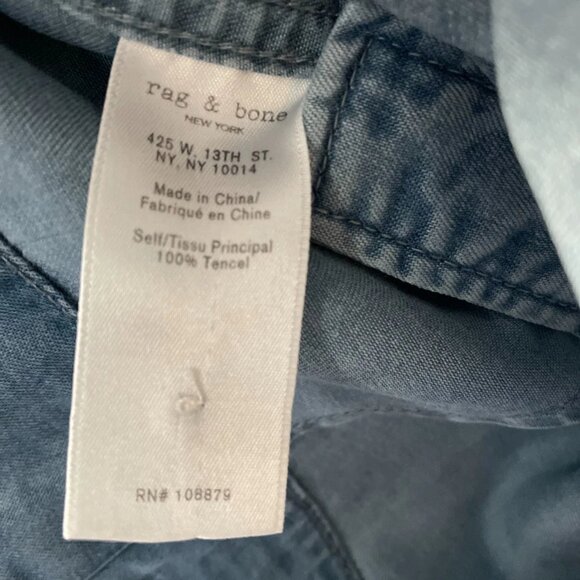 rag & bone
NEW YORK
425 W. 13TH ST.
NY, NY 10014
Made in China/
Fabriqué en Chine
Self/Tissu Principal
100% Tencel
RN# 108879